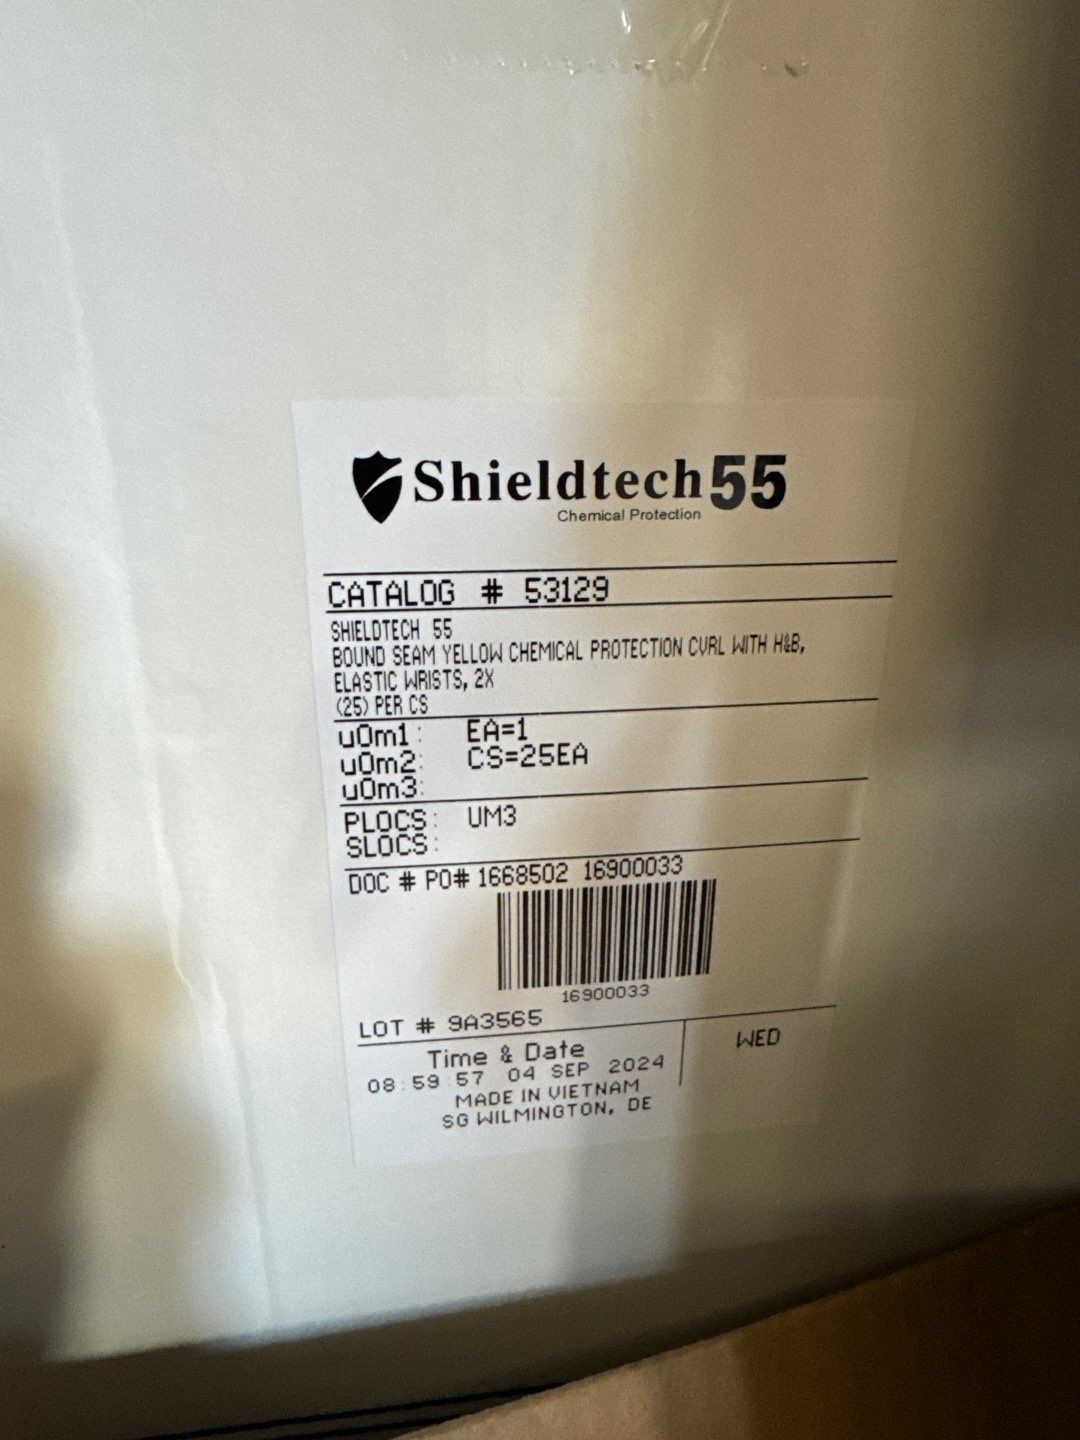 Shieldtech 55
Chemical Protection
CATALOG # 53129
SHIELDTECH 55
BOUND SEAM YELLOW CHEMICAL PROTECTION CVRL WITH H&B,
ELASTIC WRISTS, 2X
(25) PER CS
uOm1: EA=1
uOm2: CS=25EA
uOm3:
PLOCS: UM3
SLOCS:
DOC # PO# 1668502 16900033
16900033
LOT # 9A3565
Time & Date
WED
08:59:57 04 SEP 2024
MADE IN VIETNAM
SG WILMINGTON, DE